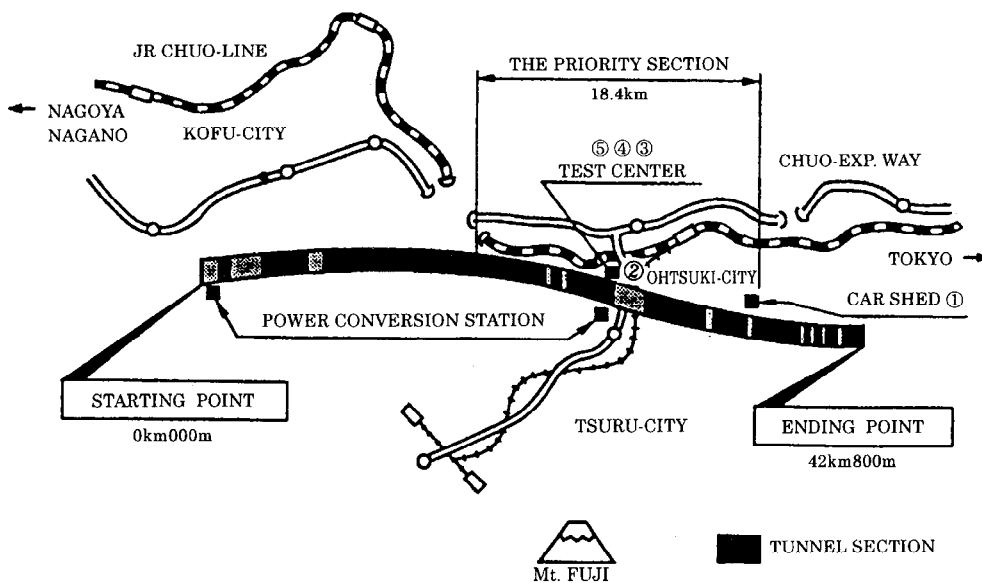 JR CHUO-LINE
THE PRIORITY SECTION
18.4km
← NAGOYA
NAGANO
KOFU-CITY
⑤ ④ ③
TEST CENTER
CHUO-EXP. WAY
TOKYO →
② OHTSUKI-CITY
CAR SHED ①
POWER CONVERSION STATION
STARTING POINT
0km000m
TSURU-CITY
ENDING POINT
42km800m
TUNNEL SECTION
Mt. FUJI